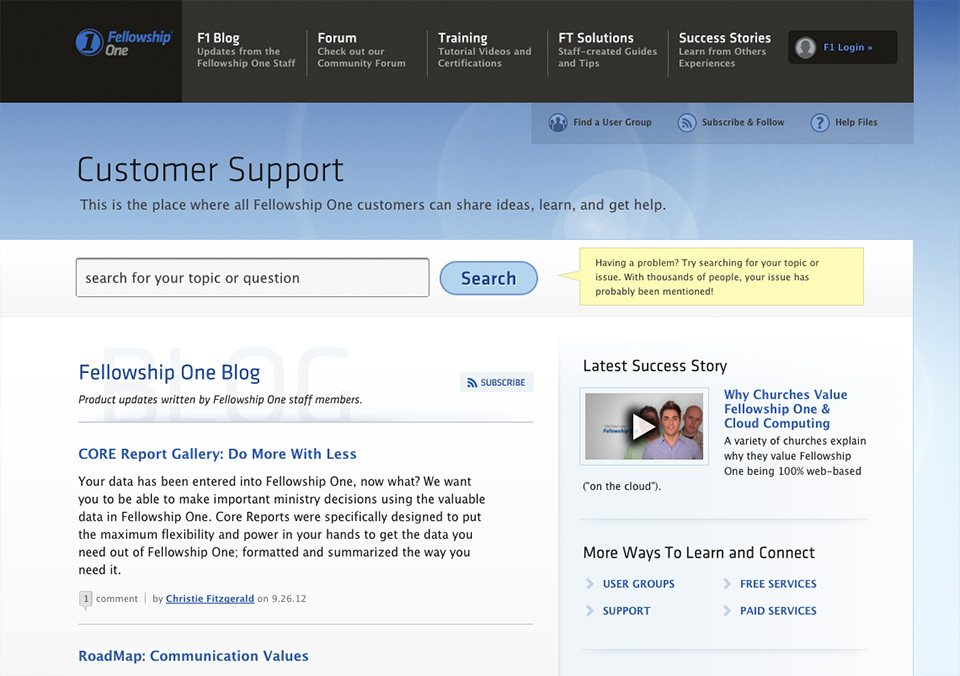 Fellowship
One
F1 Blog
Updates from the
Fellowship One Staff
Forum
Check out our
Community Forum
Training
Tutorial Videos and
Certifications
FT Solutions
Staff-created Guides
and Tips
Success Stories
Learn from Others
Experiences
F1 Login »
Find a User Group
Subscribe & Follow
? Help Files
Customer Support
This is the place where all Fellowship One customers can share ideas, learn, and get help.
search for your topic or question
Search
Having a problem? Try searching for your topic or
issue. With thousands of people, your issue has
probably been mentioned!
BLOG
Fellowship One Blog
SUBSCRIBE
Product updates written by Fellowship One staff members.
CORE Report Gallery: Do More With Less
Your data has been entered into Fellowship One, now what? We want
you to be able to make important ministry decisions using the valuable
data in Fellowship One. Core Reports were specifically designed to put
the maximum flexibility and power in your hands to get the data you
need out of Fellowship One; formatted and summarized the way you
need it.
1 comment | by Christie Fitzgerald on 9.26.12
RoadMap: Communication Values
Latest Success Story
Why Churches Value
Fellowship One &
Cloud Computing
A variety of churches explain
why they value Fellowship
One being 100% web-based
("on the cloud").
More Ways To Learn and Connect
USER GROUPS
FREE SERVICES
SUPPORT
PAID SERVICES